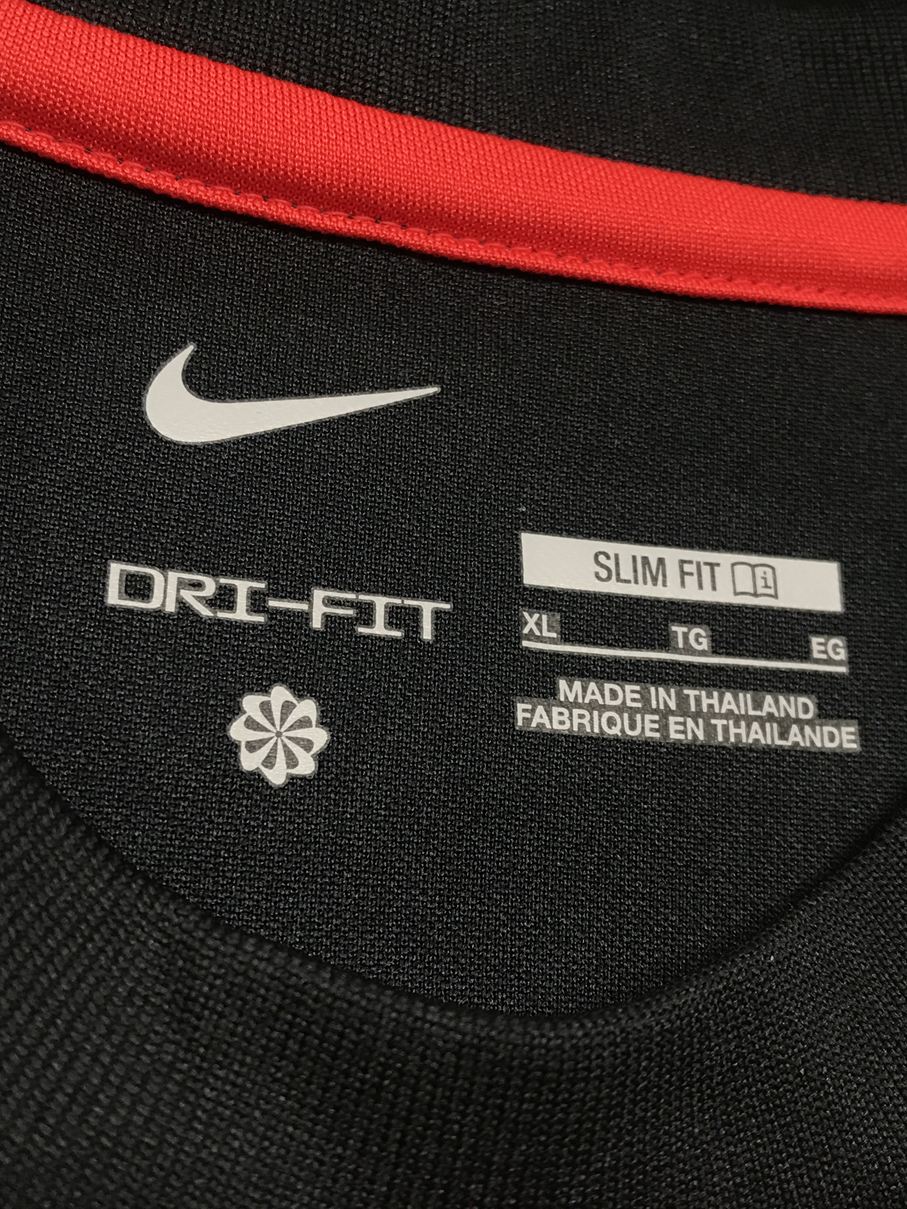 DRI-FIT
SLIM FIT
XL TG EG
MADE IN THAILAND
FABRIQUE EN THAILANDE